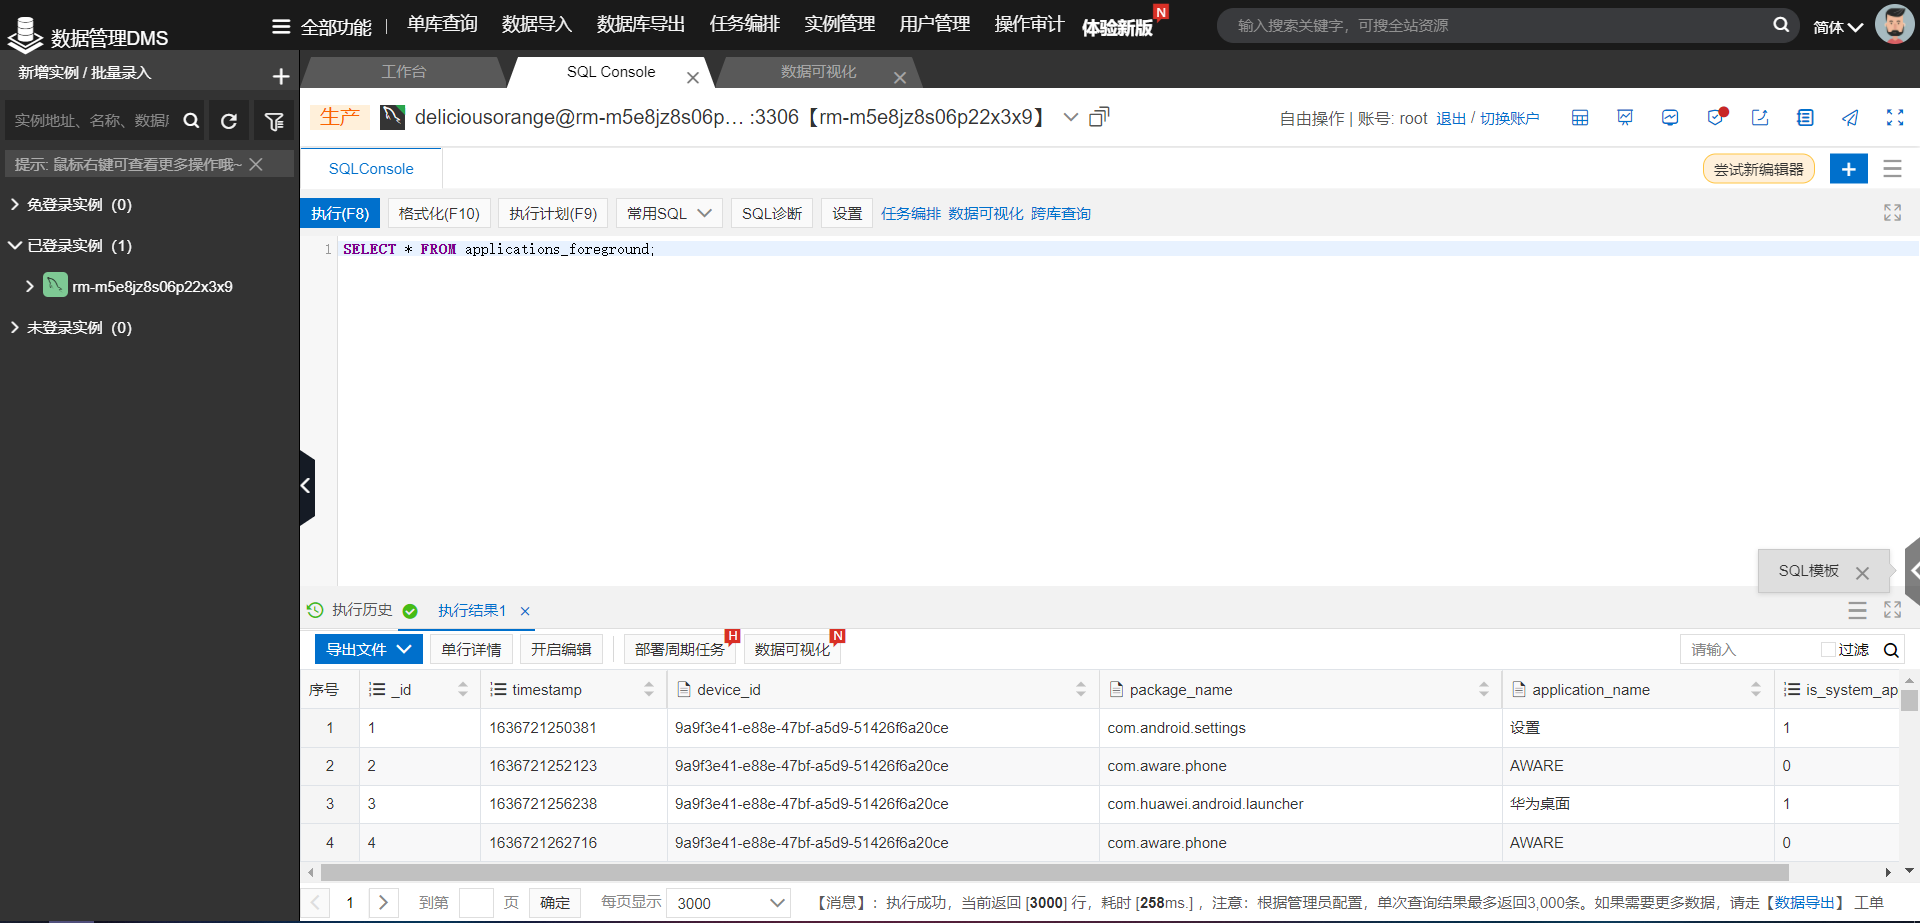 数据管理DMS
全部功能 | 单库查询 数据导入 数据库导出 任务编排 实例管理 用户管理 操作审计 体验新版 N
输入搜索关键字，可搜全站资源
简体
新增实例 / 批量录入
工作台 SQL Console 数据可视化
实例地址、名称、数据库
提示: 鼠标右键可查看更多操作哦~
免登录实例 (0)
已登录实例 (1)
rm-m5e8jz8s06p22x3x9
未登录实例 (0)
生产 deliciousorange@rm-m5e8jz8s06p... :3306【rm-m5e8jz8s06p22x3x9】
自由操作 | 账号: root 退出 / 切换账户
SQLConsole
尝试新编辑器
执行(F8) 格式化(F10) 执行计划(F9) 常用SQL SQL诊断 设置 任务编排 数据可视化 跨库查询
1 SELECT * FROM applications_foreground;
SQL模板
执行历史 执行结果1
导出文件 单行详情 开启编辑 部署周期任务 H 数据可视化 N
请输入 过滤
序号 _id timestamp device_id package_name application_name is_system_ap
1 1 1636721250381 9a9f3e41-e88e-47bf-a5d9-51426f6a20ce com.android.settings 设置 1
2 2 1636721252123 9a9f3e41-e88e-47bf-a5d9-51426f6a20ce com.aware.phone AWARE 0
3 3 1636721256238 9a9f3e41-e88e-47bf-a5d9-51426f6a20ce com.huawei.android.launcher 华为桌面 1
4 4 1636721262716 9a9f3e41-e88e-47bf-a5d9-51426f6a20ce com.aware.phone AWARE 0
1 到第 页 确定 每页显示 3000 【消息】：执行成功，当前返回 [3000] 行，耗时 [258ms.] ，注意：根据管理员配置，单次查询结果最多返回3,000条。如果需要更多数据，请走【数据导出】 工单